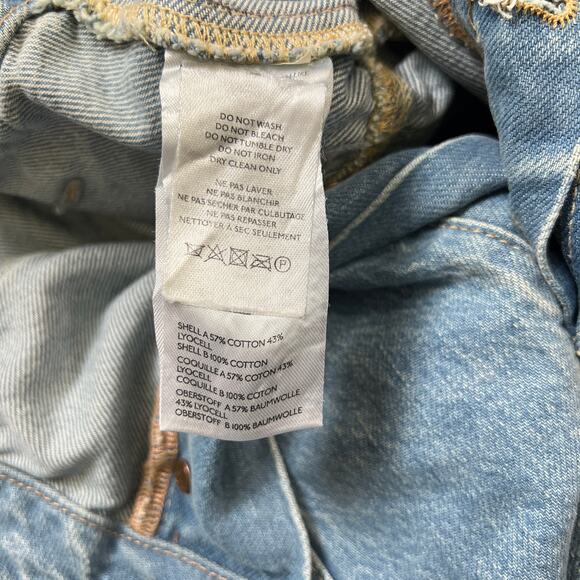 DO NOT WASH
DO NOT BLEACH
DO NOT TUMBLE DRY
DO NOT IRON
DRY CLEAN ONLY
NE PAS LAVER
NE PAS BLANCHIR
NE PAS SÉCHER PAR CULBUTAGE
NE PAS REPASSER
NETTOYER A SEC SEULEMENT
P
SHELL A 57% COTTON 43%
LYOCELL
SHELL B 100% COTTON
COQUILLE A 57% COTON 43%
LYOCELL
COQUILLE B 100% COTON
OBERSTOFF A 57% BAUMWOLLE
43% LYOCELL
OBERSTOFF B 100% BAUMWOLLE